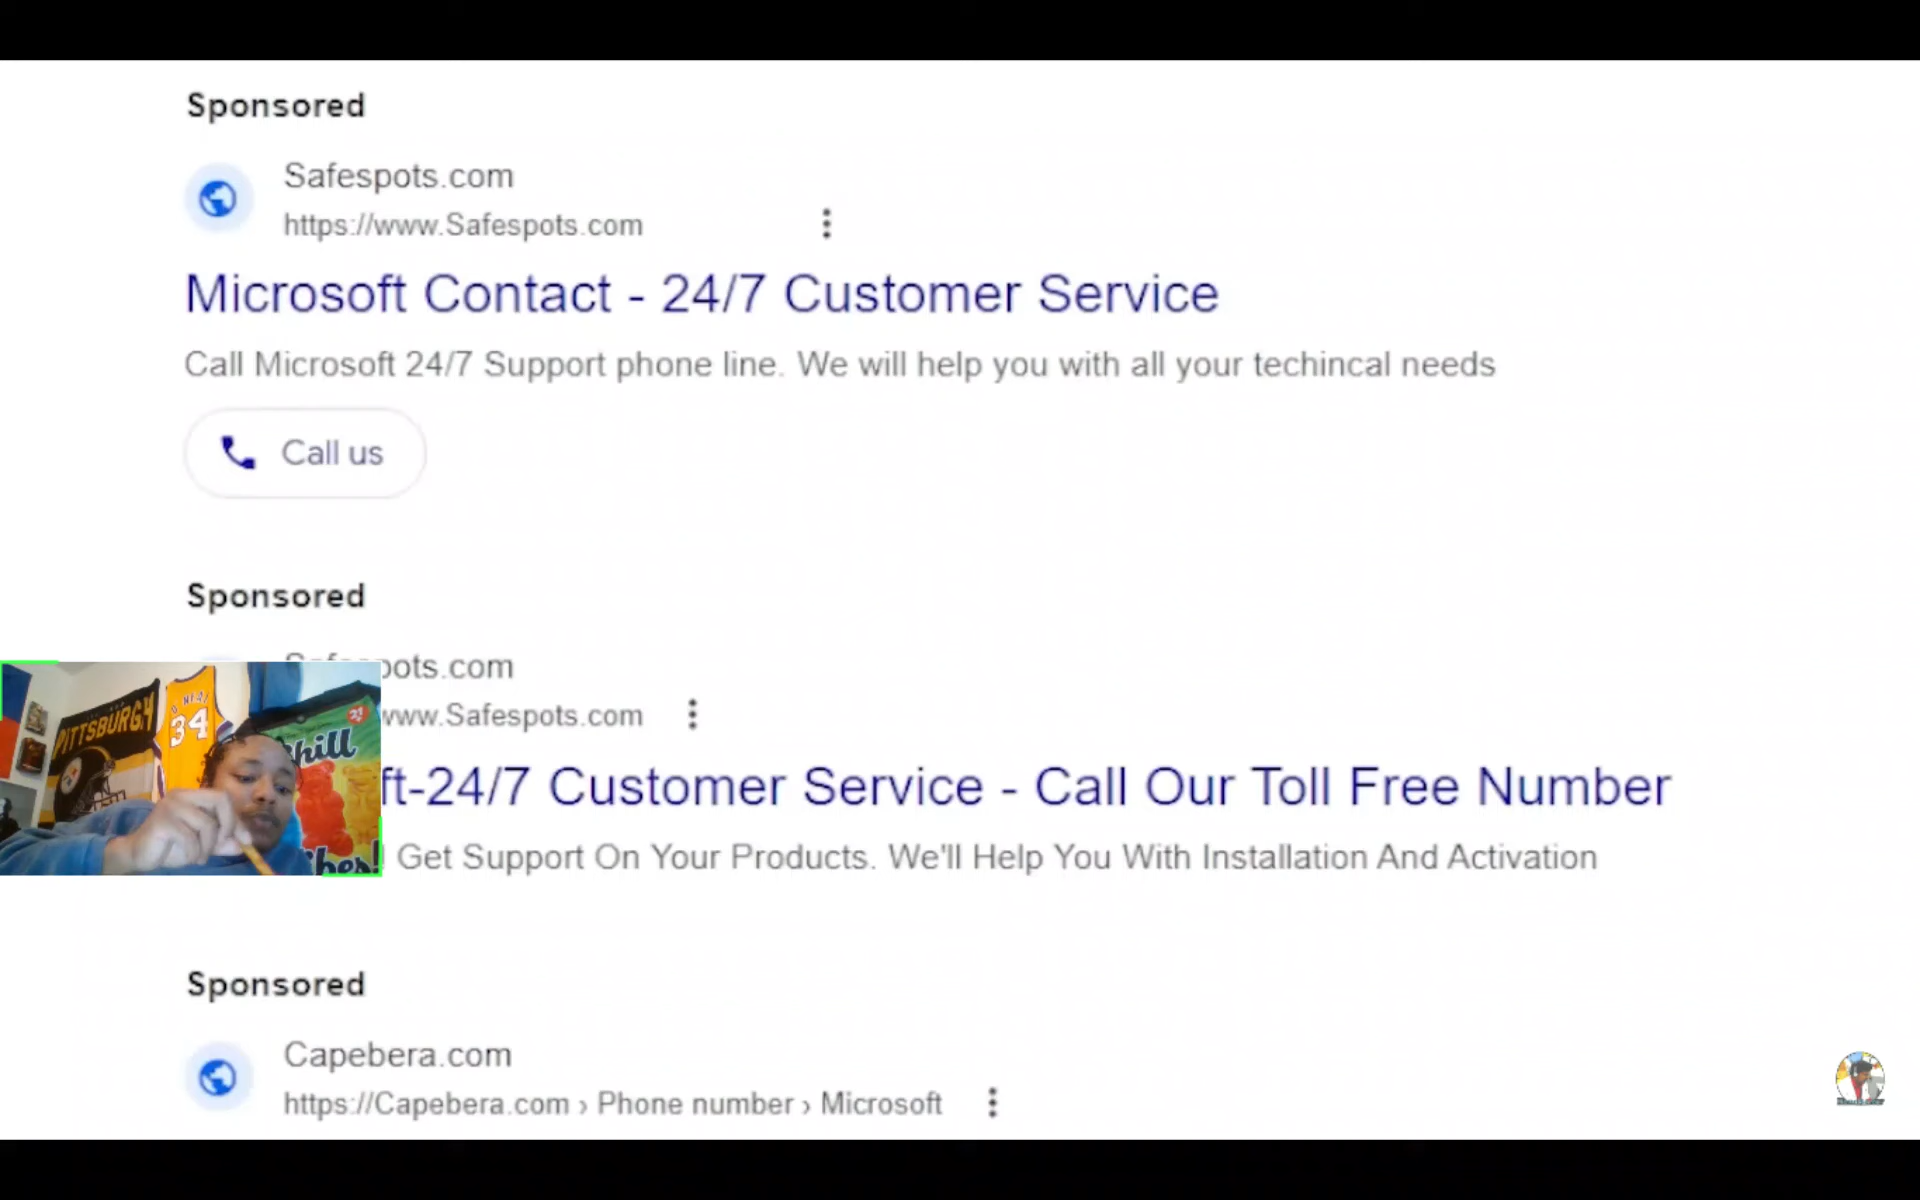 Sponsored
Safespots.com
https://www.Safespots.com
Microsoft Contact - 24/7 Customer Service
Call Microsoft 24/7 Support phone line. We will help you with all your techincal needs
Call us
Sponsored
pots.com
www.Safespots.com
ft-24/7 Customer Service - Call Our Toll Free Number
Get Support On Your Products. We'll Help You With Installation And Activation
PITTSBURGH
34
hill
Sponsored
Capebera.com
https://Capebera.com › Phone number › Microsoft